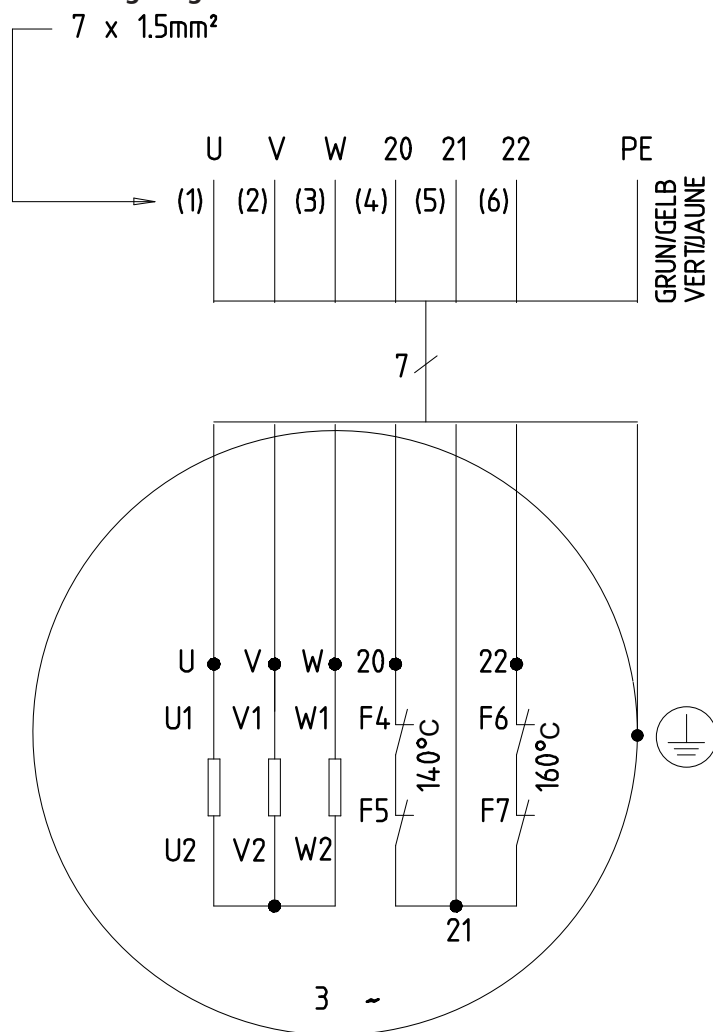 7 x 1.5mm²
U V W 20 21 22 PE
(1) (2) (3) (4) (5) (6)
GRUN/GELB
VERT/JAUNE
7
U V W 20 22
U1 V1 W1 F4 F6
140°C 160°C
F5 F7
U2 V2 W2
21
3 ~